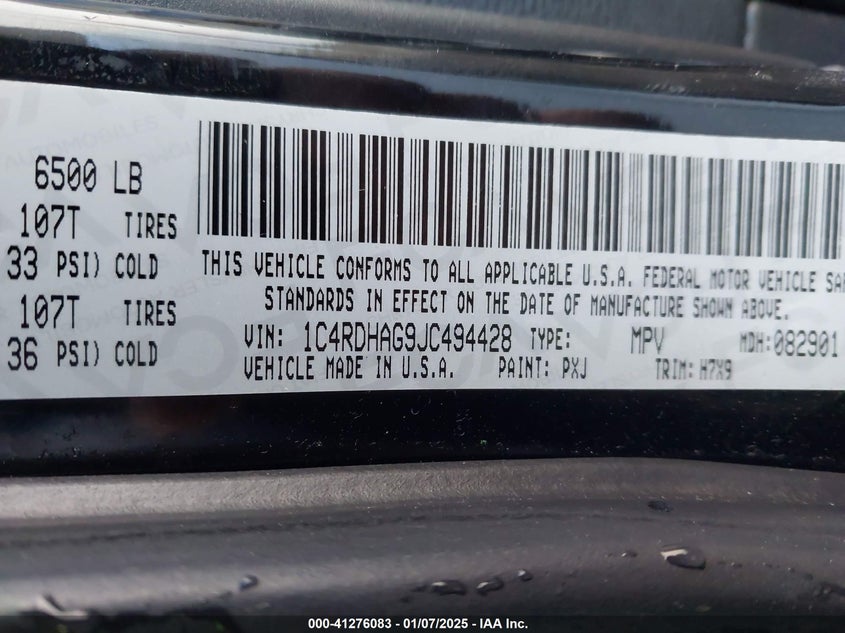 6500 LB
107T TIRES
33 PSI) COLD
107T TIRES
36 PSI) COLD
THIS VEHICLE CONFORMS TO ALL APPLICABLE U.S.A. FEDERAL MOTOR VEHICLE
STANDARDS IN EFFECT ON THE DATE OF MANUFACTURE SHOWN ABOVE.
VIN: 1C4RDHAG9JC494428 TYPE: MPV MDH:082901
VEHICLE MADE IN U.S.A. PAINT: PXJ TRIM: H7X9
000-41276083 - 01/07/2025 - IAA Inc.